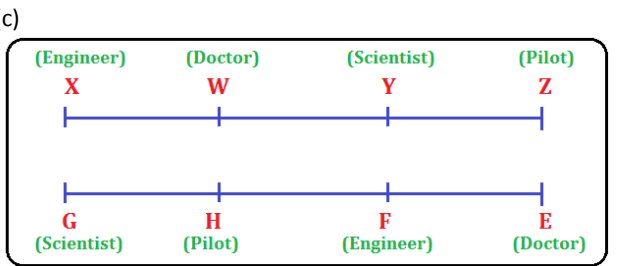 c)
(Engineer) (Doctor) (Scientist) (Pilot)
X W Y Z
G H F E
(Scientist) (Pilot) (Engineer) (Doctor)